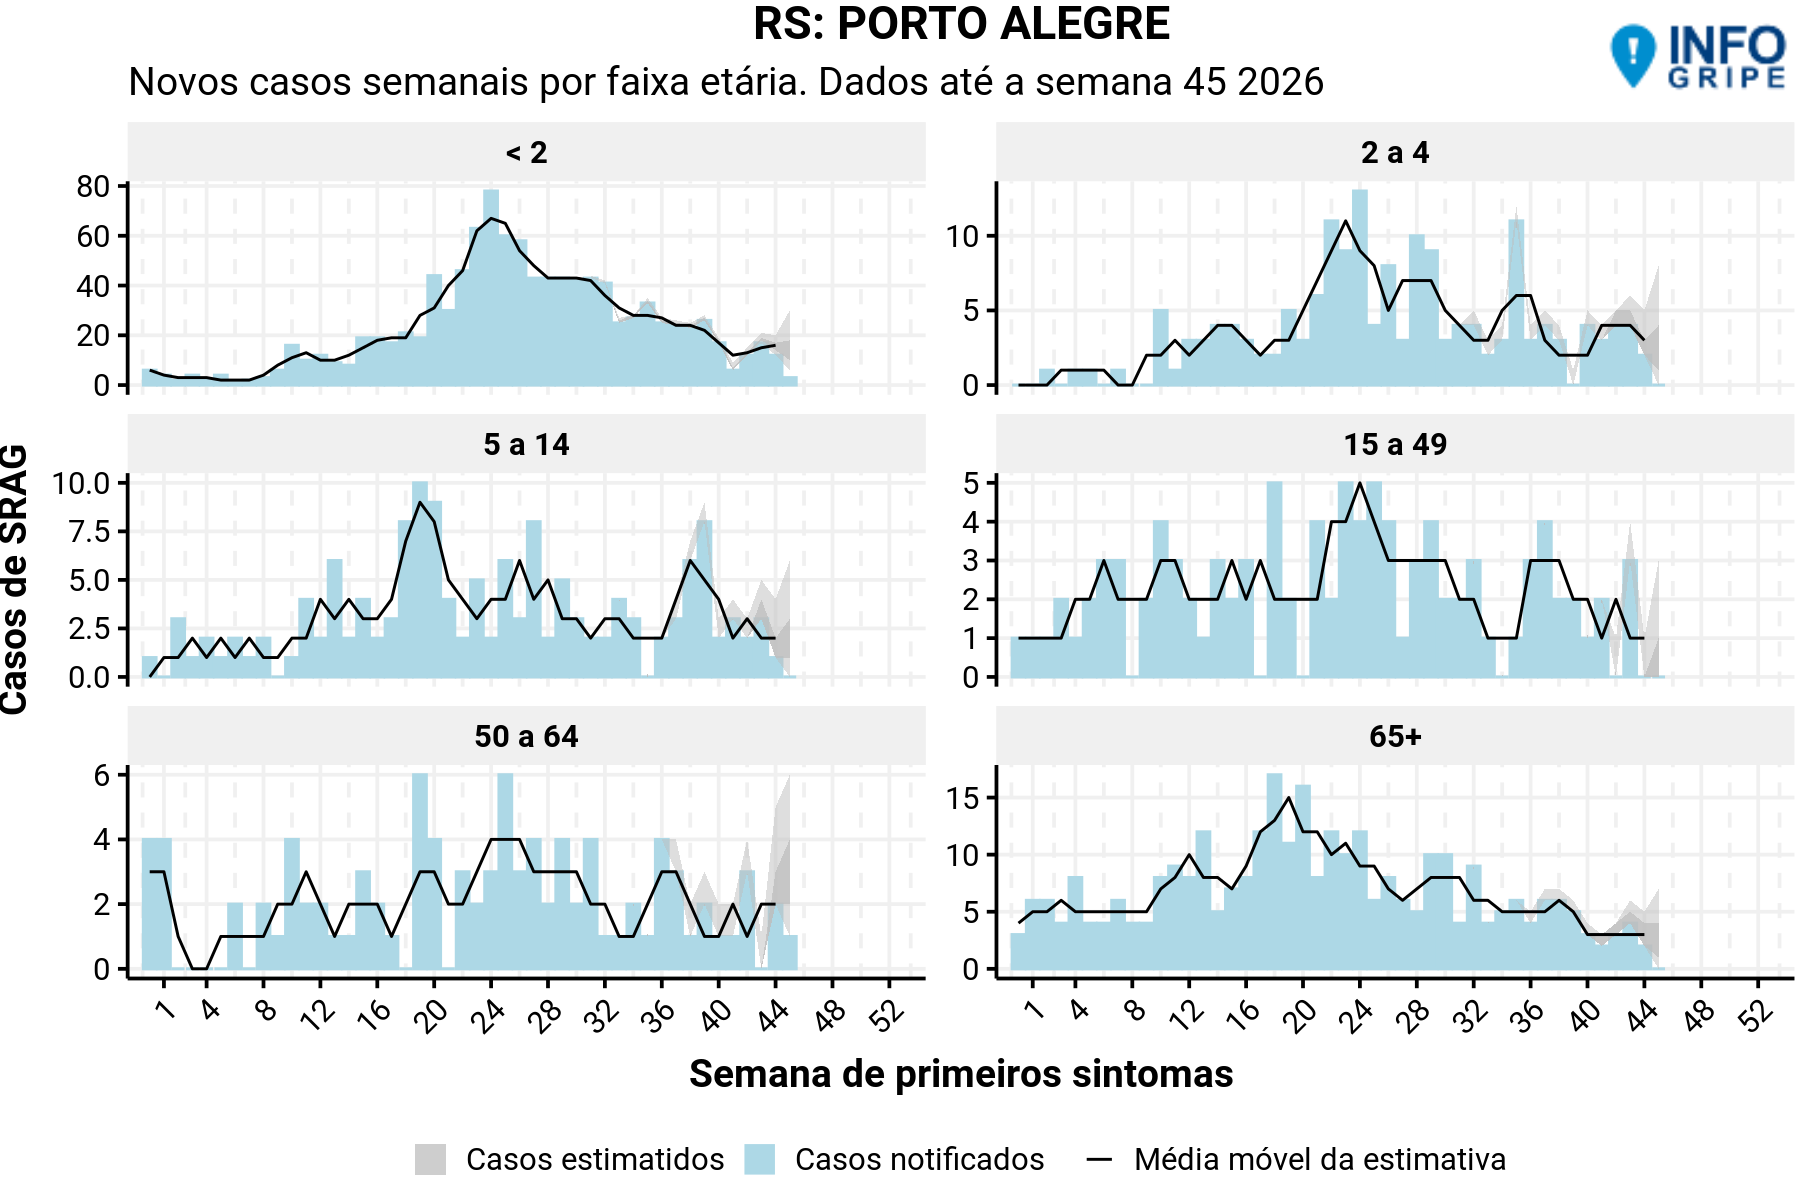 RS: PORTO ALEGRE
INFO
GRIPE
Novos casos semanais por faixa etária. Dados até a semana 45 2026
< 2
2 a 4
80
60
40
20
0
10
5
0
5 a 14
15 a 49
10.0
7.5
5.0
2.5
0.0
5
4
3
2
1
0
50 a 64
65+
6
4
2
0
15
10
5
0
Casos de SRAG
1 4 8 12 16 20 24 28 32 36 40 44 48 52
1 4 8 12 16 20 24 28 32 36 40 44 48 52
Semana de primeiros sintomas
Casos estimatidos Casos notificados Média móvel da estimativa